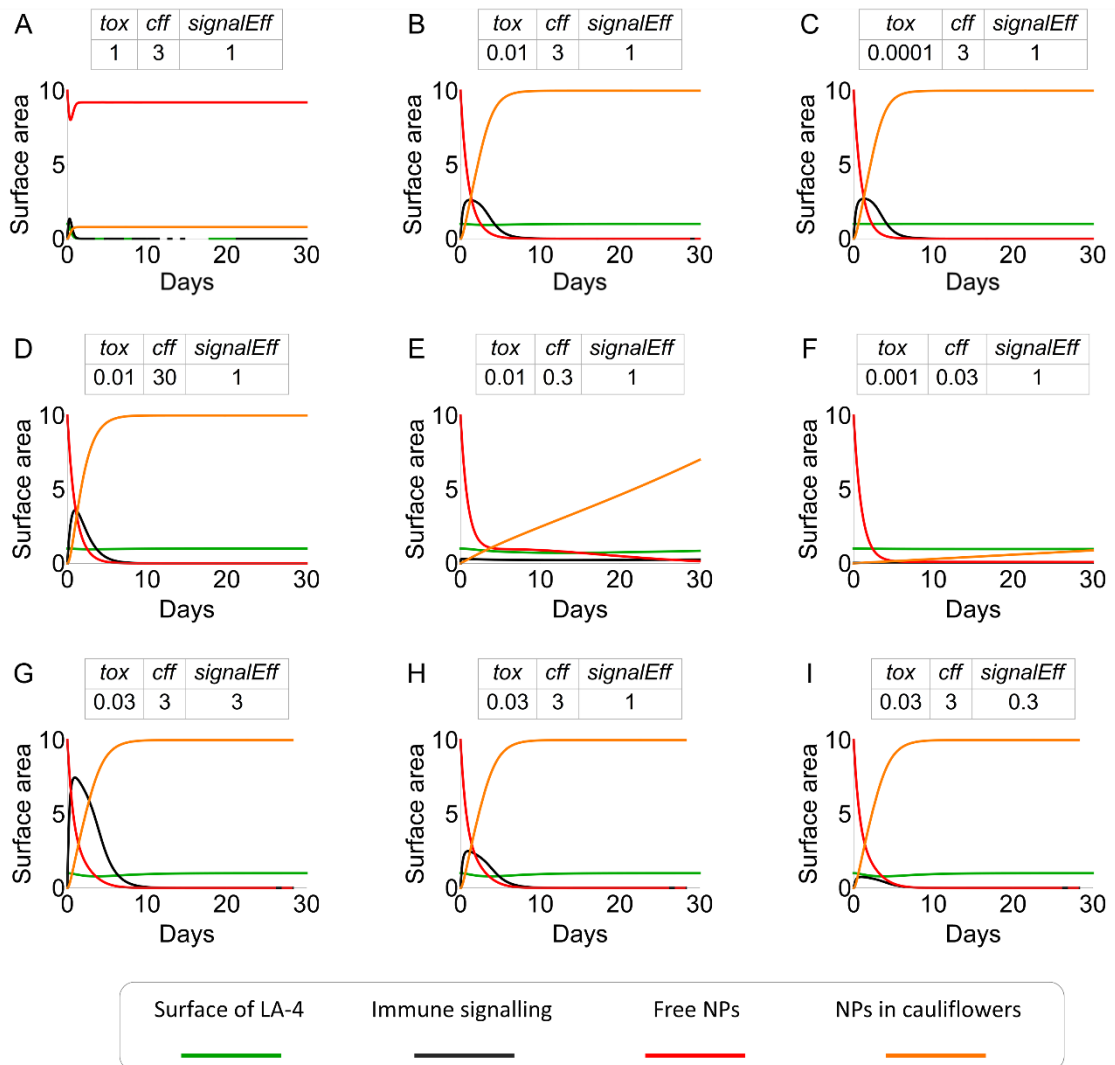 A
tox cff signalEff
1 3 1
B
tox cff signalEff
0.01 3 1
C
tox cff signalEff
0.0001 3 1
Surface area
10
5
0
0 10 20 30
Days
Surface area
10
5
0
0 10 20 30
Days
Surface area
10
5
0
0 10 20 30
Days
D
tox cff signalEff
0.01 30 1
E
tox cff signalEff
0.01 0.3 1
F
tox cff signalEff
0.001 0.03 1
Surface area
10
5
0
0 10 20 30
Days
Surface area
10
5
0
0 10 20 30
Days
Surface area
10
5
0
0 10 20 30
Days
G
tox cff signalEff
0.03 3 3
H
tox cff signalEff
0.03 3 1
I
tox cff signalEff
0.03 3 0.3
Surface area
10
5
0
0 10 20 30
Days
Surface area
10
5
0
0 10 20 30
Days
Surface area
10
5
0
0 10 20 30
Days
Surface of LA-4 Immune signalling Free NPs NPs in cauliflowers